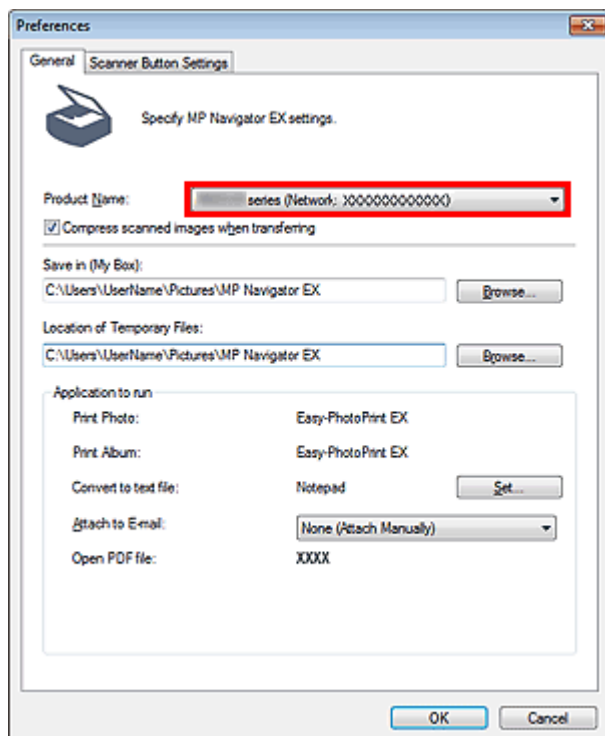 Preferences
General Scanner Button Settings
Specify MP Navigator EX settings.
Product Name: series (Network: XXXXXXXXXXXXX)
Compress scanned images when transferring
Save in (My Box):
C:\Users\UserName\Pictures\MP Navigator EX Browse...
Location of Temporary Files:
C:\Users\UserName\Pictures\MP Navigator EX Browse...
Application to run
Print Photo: Easy-PhotoPrint EX
Print Album: Easy-PhotoPrint EX
Convert to text file: Notepad Set...
Attach to E-mail: None (Attach Manually)
Open PDF file: XXXX
OK Cancel